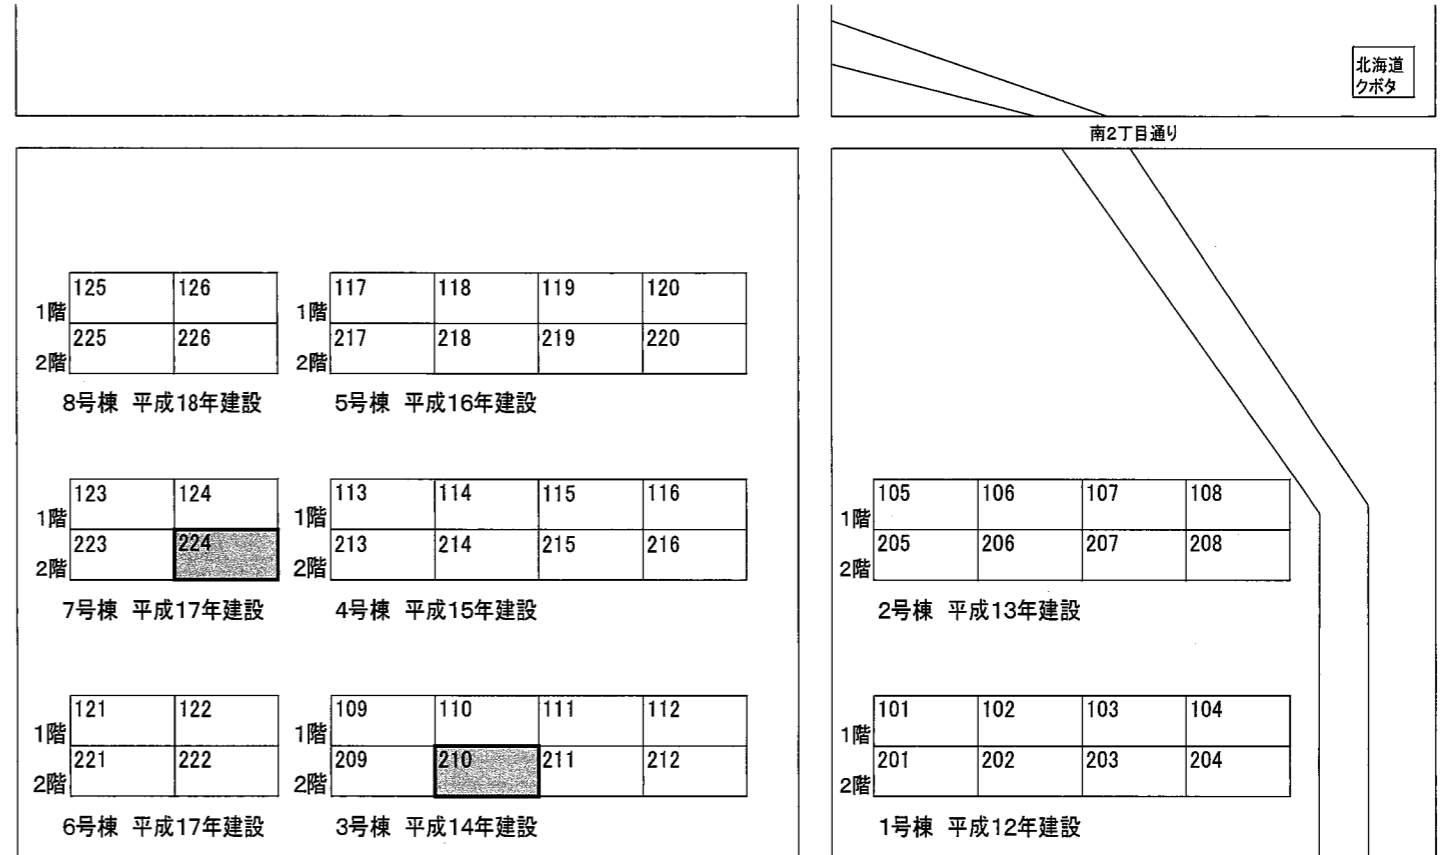 北海道
クボタ
南2丁目通り
125 126
1階
225 226
2階
8号棟 平成18年建設
117 118 119 120
1階
217 218 219 220
2階
5号棟 平成16年建設
123 124
1階
223 224
2階
7号棟 平成17年建設
113 114 115 116
1階
213 214 215 216
2階
4号棟 平成15年建設
105 106 107 108
1階
205 206 207 208
2階
2号棟 平成13年建設
121 122
1階
221 222
2階
6号棟 平成17年建設
109 110 111 112
1階
209 210 211 212
2階
3号棟 平成14年建設
101 102 103 104
1階
201 202 203 204
2階
1号棟 平成12年建設